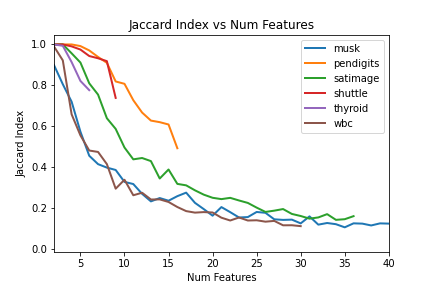 Jaccard Index vs Num Features
Jaccard Index
1.0
0.8
0.6
0.4
0.2
0.0
musk
pendigits
satimage
shuttle
thyroid
wbc
5 10 15 20 25 30 35 40
Num Features